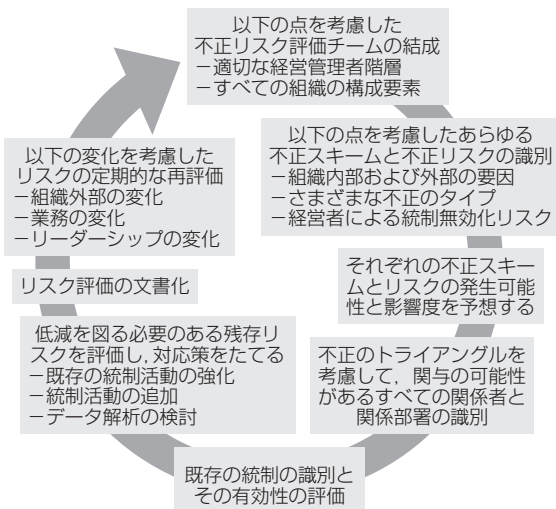 以下の点を考慮した
不正リスク評価チームの結成
－適切な経営管理者階層
－すべての組織の構成要素
以下の点を考慮したあらゆる
不正スキームと不正リスクの識別
－組織内部および外部の要因
－さまざまな不正のタイプ
－経営者による統制無効化リスク
それぞれの不正スキー
ムとリスクの発生可能
性と影響度を予想する
不正のトライアングルを
考慮して，関与の可能性
があるすべての関係者と
関係部署の識別
既存の統制の識別と
その有効性の評価
低減を図る必要のある残存リ
スクを評価し，対応策をたてる
－既存の統制活動の強化
－統制活動の追加
－データ解析の検討
リスク評価の文書化
以下の変化を考慮した
リスクの定期的な再評価
－組織外部の変化
－業務の変化
－リーダーシップの変化